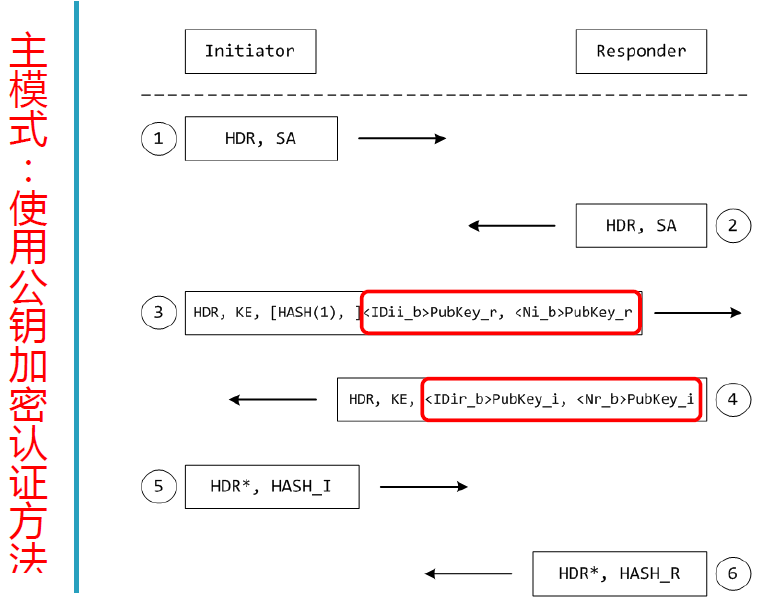 主模式：使用公钥加密认证方法
Initiator
Responder
1
HDR, SA
HDR, SA
2
3
HDR, KE, [HASH(1), ]<IDii_b>PubKey_r, <Ni_b>PubKey_r
HDR, KE, <IDir_b>PubKey_i, <Nr_b>PubKey_i
4
5
HDR*, HASH_I
HDR*, HASH_R
6